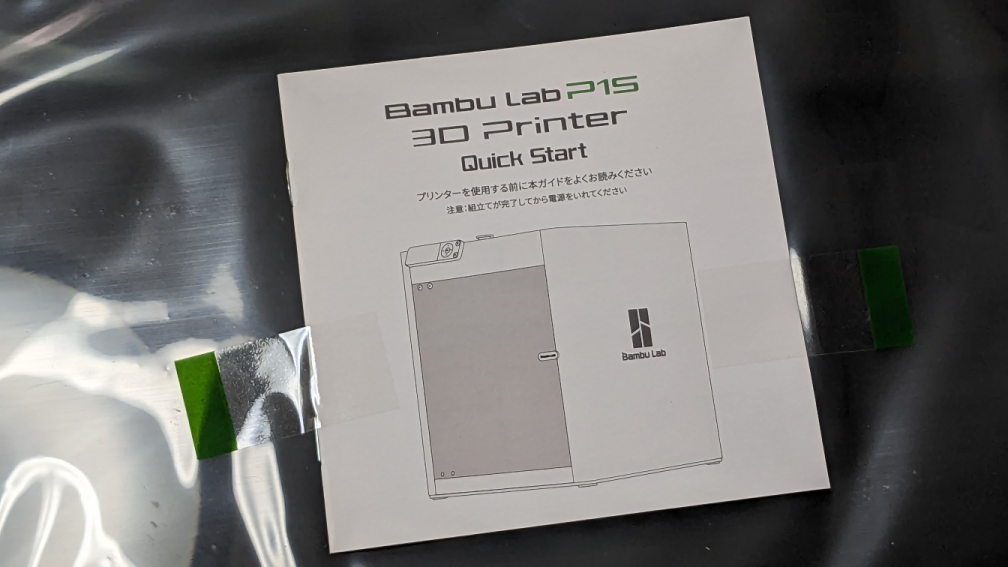 Bambu Lab P1S
3D Printer
Quick Start
プリンターを使用する前に本ガイドをよくお読みください
注意：組立てが完了してから電源をいれてください
Bambu Lab